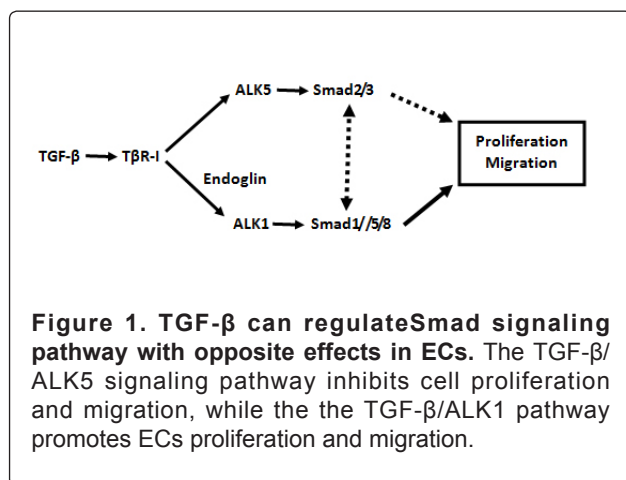 ALK5 Smad2/3
Proliferation
Migration
TGF-β TβR-I
Endoglin
ALK1 Smad1//5/8
Figure 1. TGF-β can regulateSmad signaling
pathway with opposite effects in ECs. The TGF-β/
ALK5 signaling pathway inhibits cell proliferation
and migration, while the the TGF-β/ALK1 pathway
promotes ECs proliferation and migration.